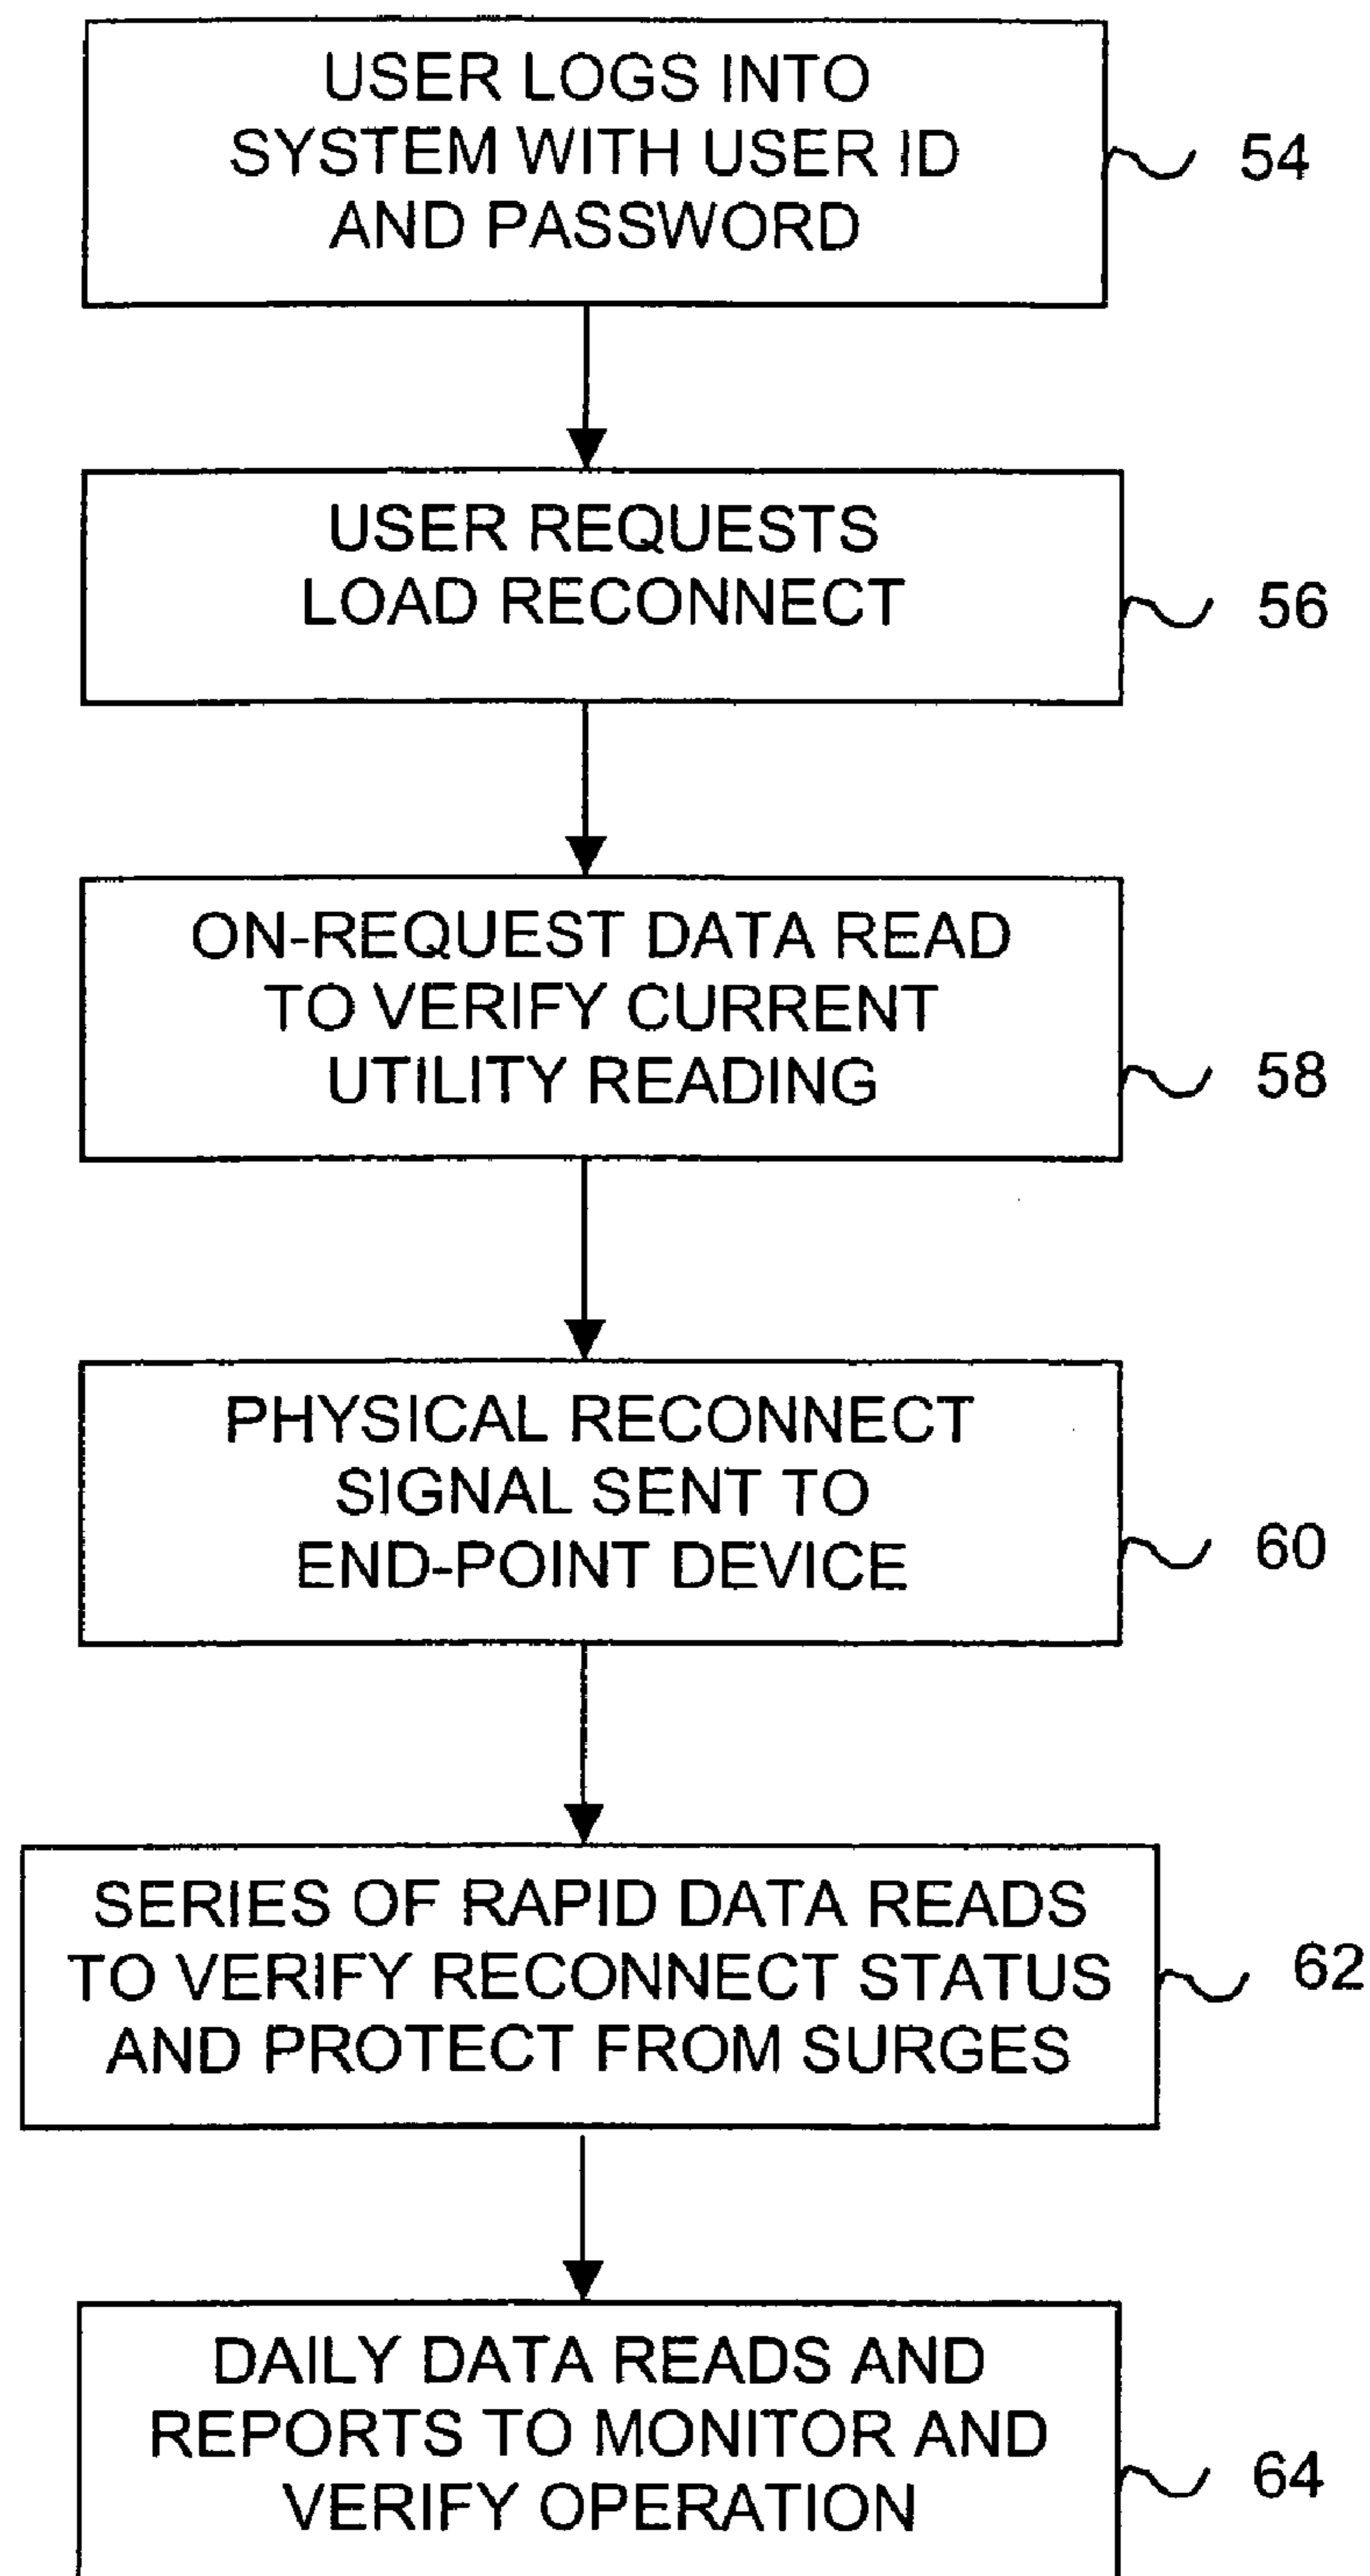 USER LOGS INTO
SYSTEM WITH USER ID
AND PASSWORD
54
USER REQUESTS
LOAD RECONNECT
56
ON-REQUEST DATA READ
TO VERIFY CURRENT
UTILITY READING
58
PHYSICAL RECONNECT
SIGNAL SENT TO
END-POINT DEVICE
60
SERIES OF RAPID DATA READS
TO VERIFY RECONNECT STATUS
AND PROTECT FROM SURGES
62
DAILY DATA READS AND
REPORTS TO MONITOR AND
VERIFY OPERATION
64